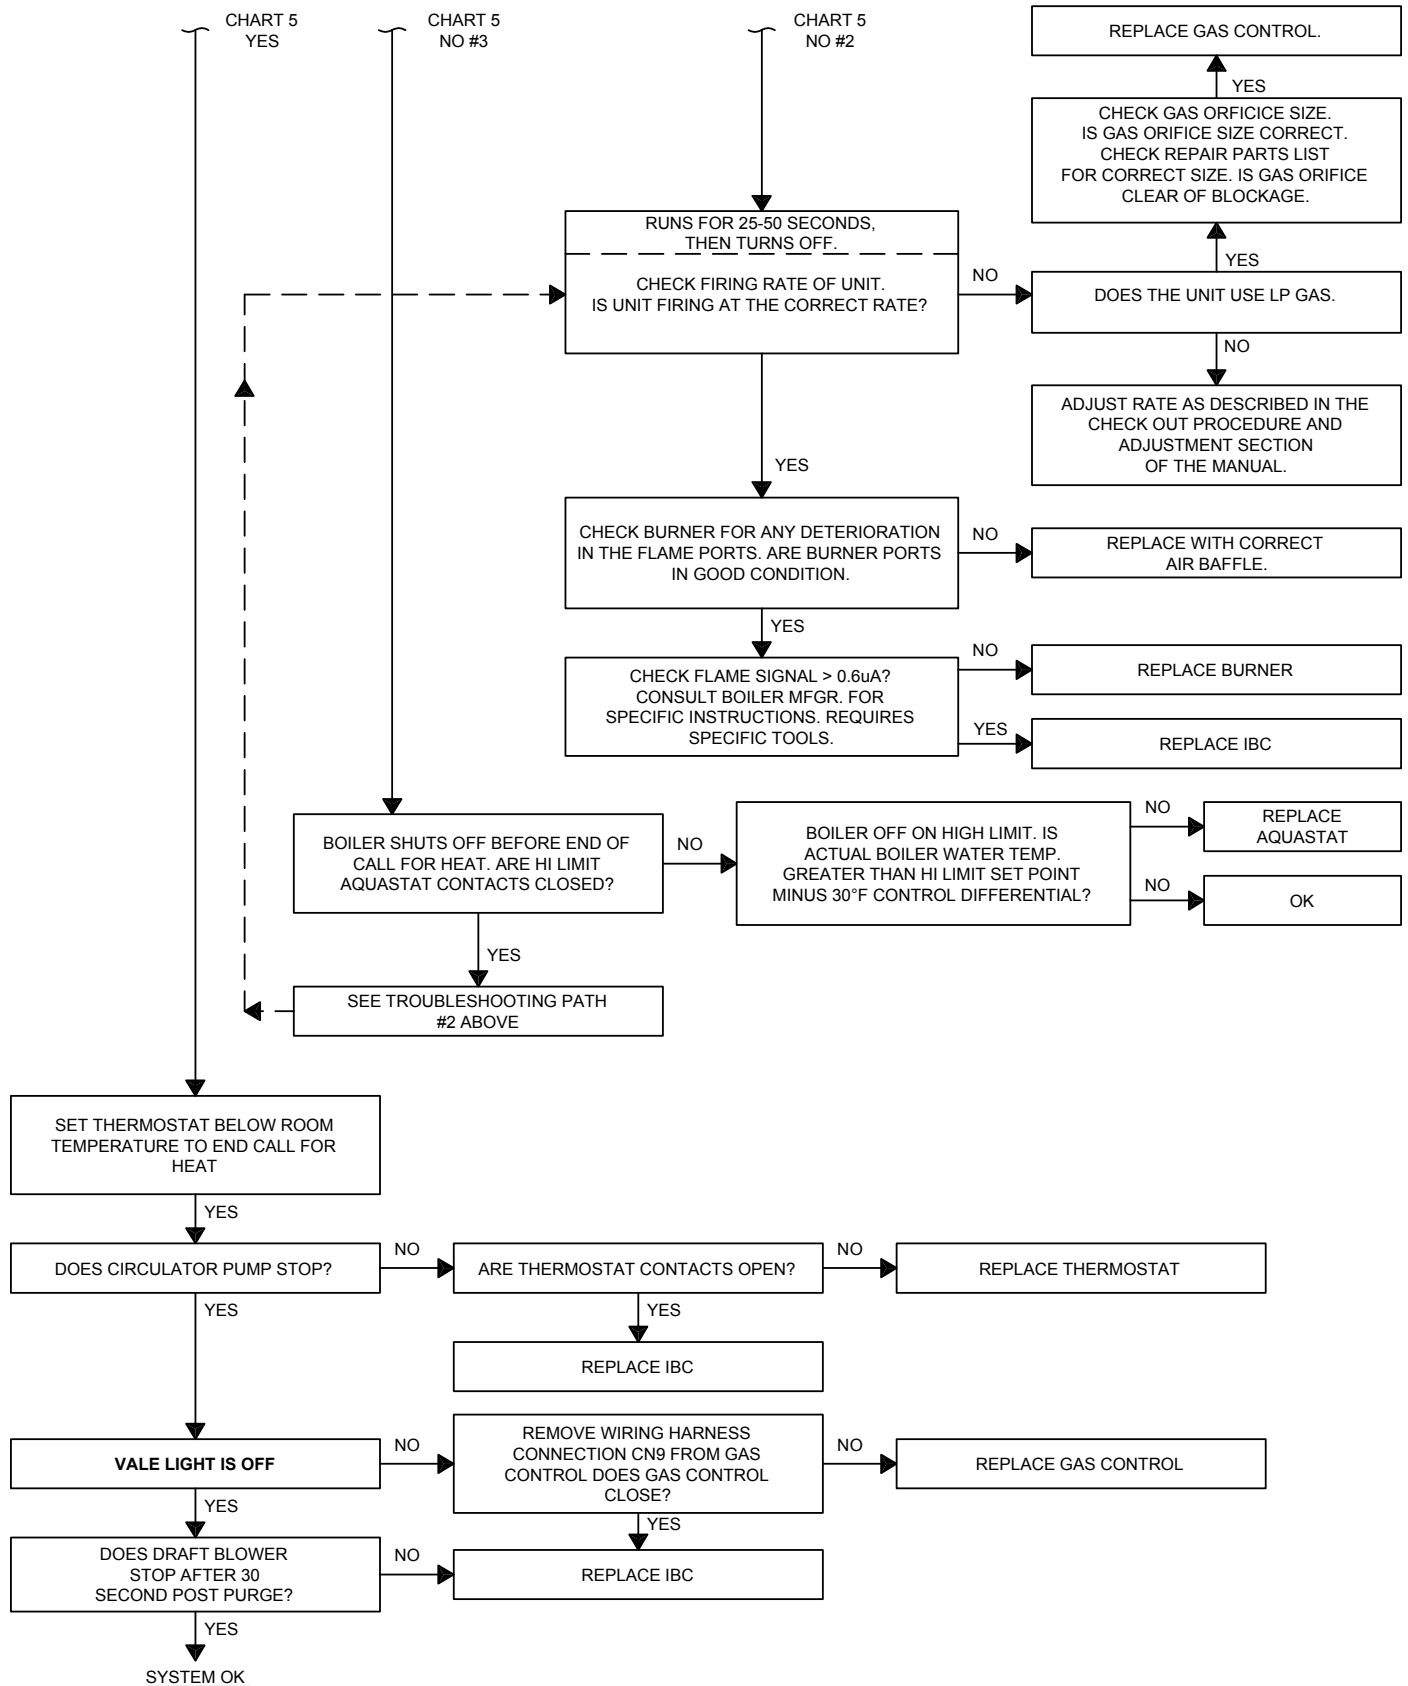 CHART 5
YES
CHART 5
NO #3
CHART 5
NO #2
REPLACE GAS CONTROL.
YES
CHECK GAS ORFICICE SIZE.
IS GAS ORIFICE SIZE CORRECT.
CHECK REPAIR PARTS LIST
FOR CORRECT SIZE. IS GAS ORIFICE
CLEAR OF BLOCKAGE.
YES
RUNS FOR 25-50 SECONDS,
THEN TURNS OFF.
CHECK FIRING RATE OF UNIT.
IS UNIT FIRING AT THE CORRECT RATE?
NO
DOES THE UNIT USE LP GAS.
NO
ADJUST RATE AS DESCRIBED IN THE
CHECK OUT PROCEDURE AND
ADJUSTMENT SECTION
OF THE MANUAL.
YES
CHECK BURNER FOR ANY DETERIORATION
IN THE FLAME PORTS. ARE BURNER PORTS
IN GOOD CONDITION.
NO
REPLACE WITH CORRECT
AIR BAFFLE.
YES
CHECK FLAME SIGNAL > 0.6uA?
CONSULT BOILER MFGR. FOR
SPECIFIC INSTRUCTIONS. REQUIRES
SPECIFIC TOOLS.
NO
REPLACE BURNER
YES
REPLACE IBC
BOILER SHUTS OFF BEFORE END OF
CALL FOR HEAT. ARE HI LIMIT
AQUASTAT CONTACTS CLOSED?
NO
BOILER OFF ON HIGH LIMIT. IS
ACTUAL BOILER WATER TEMP.
GREATER THAN HI LIMIT SET POINT
MINUS 30°F CONTROL DIFFERENTIAL?
NO
REPLACE
AQUASTAT
NO
OK
YES
SEE TROUBLESHOOTING PATH
#2 ABOVE
SET THERMOSTAT BELOW ROOM
TEMPERATURE TO END CALL FOR
HEAT
YES
DOES CIRCULATOR PUMP STOP?
NO
ARE THERMOSTAT CONTACTS OPEN?
NO
REPLACE THERMOSTAT
YES
YES
REPLACE IBC
VALE LIGHT IS OFF
NO
REMOVE WIRING HARNESS
CONNECTION CN9 FROM GAS
CONTROL DOES GAS CONTROL
CLOSE?
NO
REPLACE GAS CONTROL
YES
YES
DOES DRAFT BLOWER
STOP AFTER 30
SECOND POST PURGE?
NO
REPLACE IBC
YES
SYSTEM OK